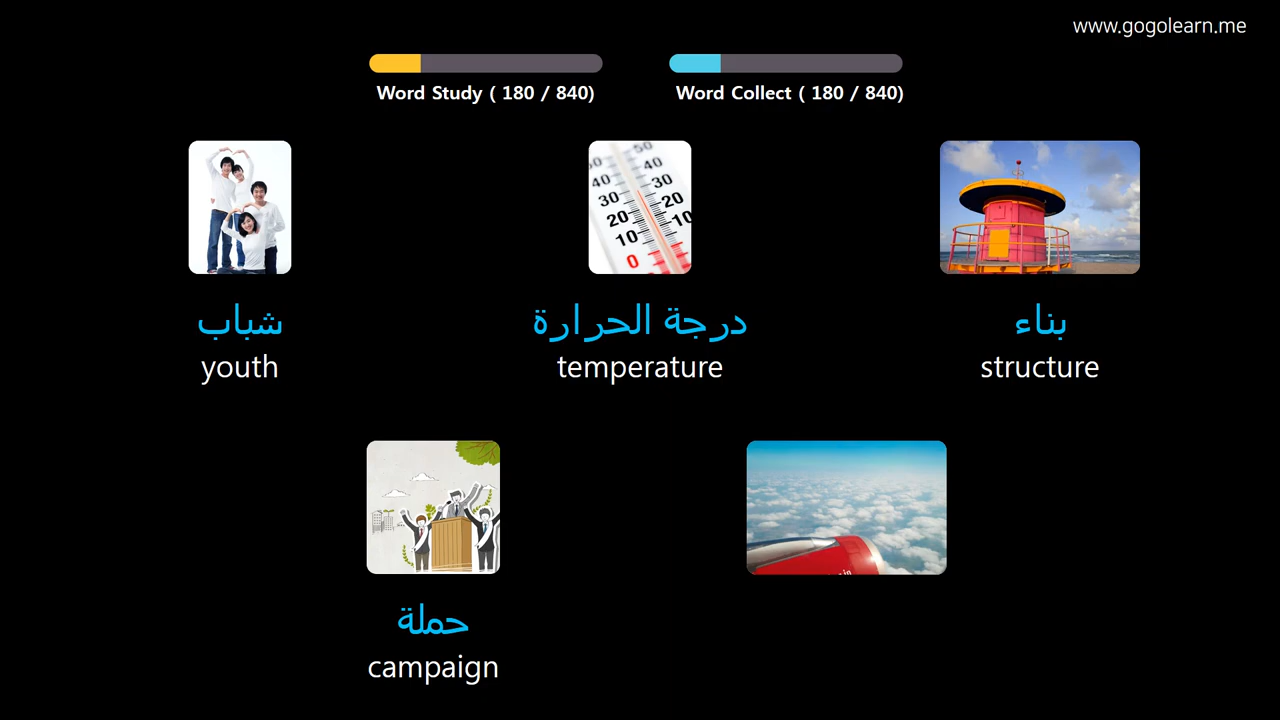 www.gogolearn.me
Word Study ( 180 / 840)
Word Collect ( 180 / 840)
شباب
youth
درجة الحرارة
temperature
بناء
structure
حملة
campaign